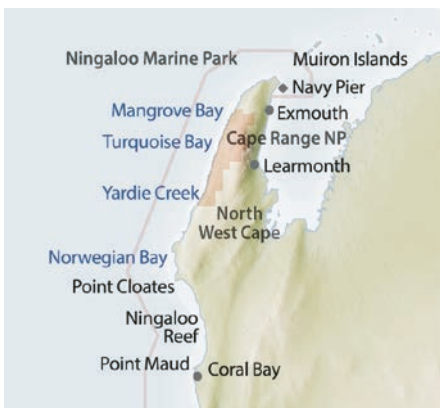 Ningaloo Marine Park
Muiron Islands
Navy Pier
Mangrove Bay
Exmouth
Turquoise Bay
Cape Range NP
Learmonth
Yardie Creek
North
West Cape
Norwegian Bay
Point Cloates
Ningaloo
Reef
Point Maud
Coral Bay